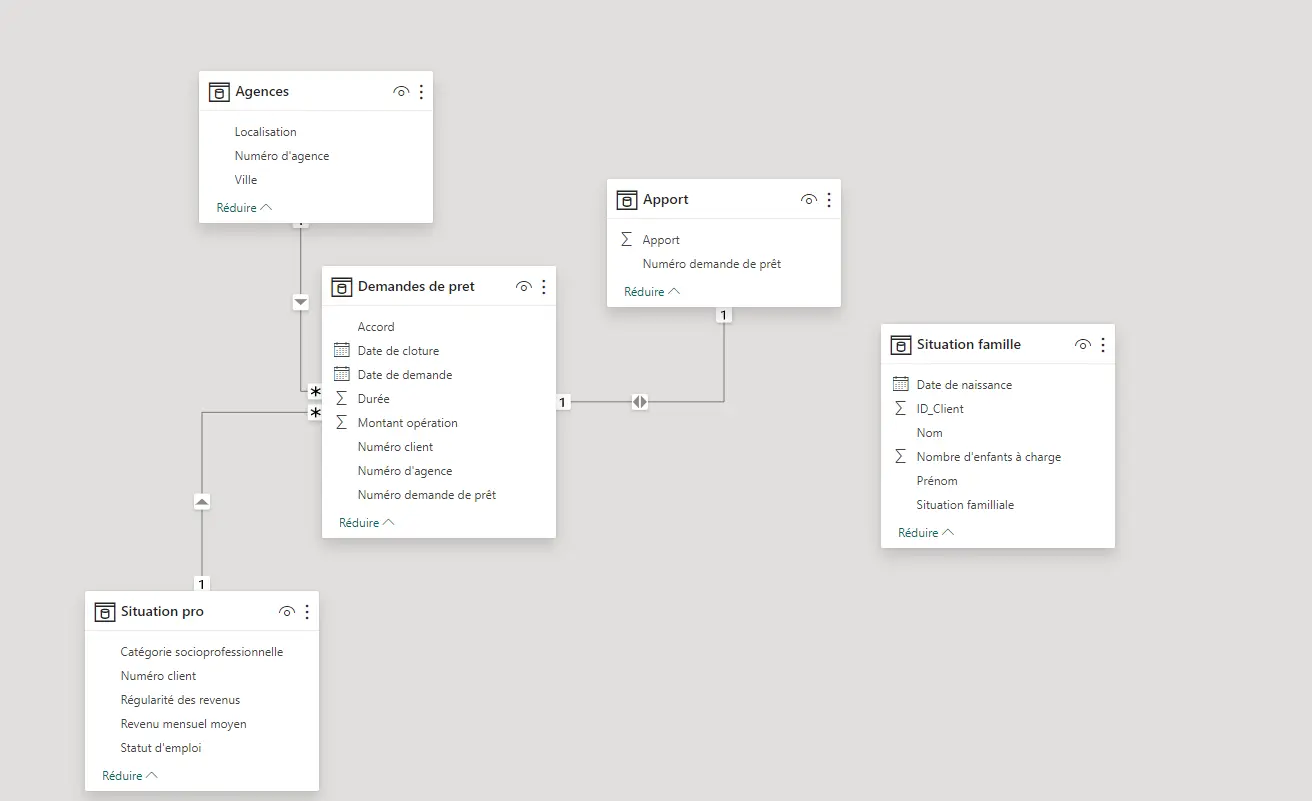 Agences
Localisation
Numéro d'agence
Ville
Réduire
1
Apport
Σ Apport
Numéro demande de prêt
Réduire
1
Demandes de pret
Accord
Date de cloture
Date de demande
Σ Durée
Σ Montant opération
Numéro client
Numéro d'agence
Numéro demande de prêt
Réduire
*
*
1
Situation famille
Date de naissance
Σ ID_Client
Nom
Σ Nombre d'enfants à charge
Prénom
Situation familliale
Réduire
1
Situation pro
Catégorie socioprofessionnelle
Numéro client
Régularité des revenus
Revenu mensuel moyen
Statut d'emploi
Réduire